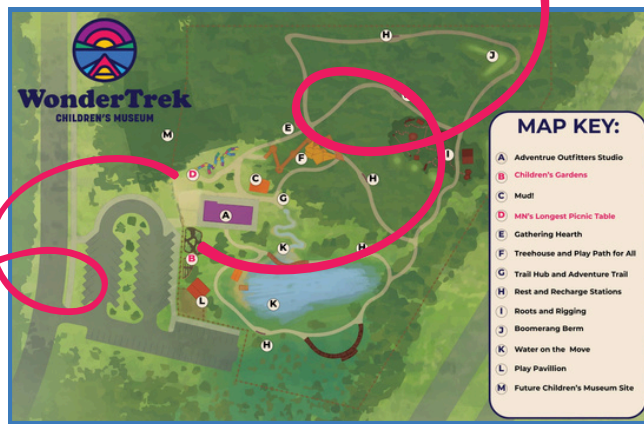 WonderTrek
CHILDREN'S MUSEUM
MAP KEY:
A Adventrue Outfitters Studio
B Children's Gardens
C Mud!
D MN's Longest Picnic Table
E Gathering Hearth
F Treehouse and Play Path for All
G Trail Hub and Adventure Trail
H Rest and Recharge Stations
I Roots and Rigging
J Boomerang Berm
K Water on the Move
L Play Pavillion
M Future Children's Museum Site
H
J
M
E
F
I
D
C
H
G
A
K
H
B
L
K
H